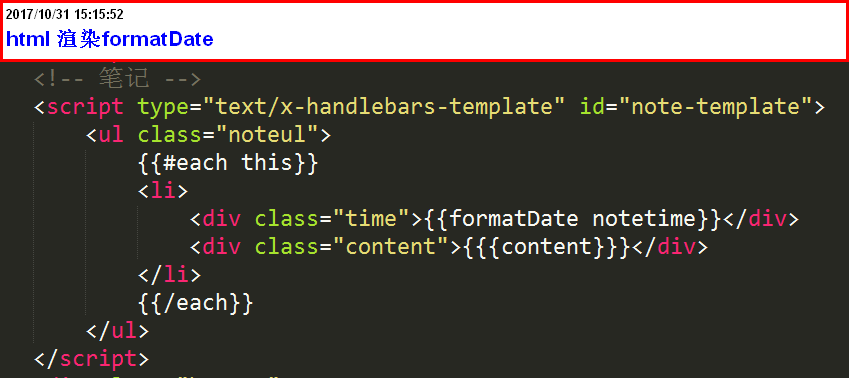 2017/10/31 15:15:52
html 渲染formatDate
<!-- 笔记 -->
<script type="text/x-handlebars-template" id="note-template">
<ul class="noteul">
{{#each this}}
<li>
<div class="time">{{formatDate notetime}}</div>
<div class="content">{{{content}}}</div>
</li>
{{/each}}
</ul>
</script>